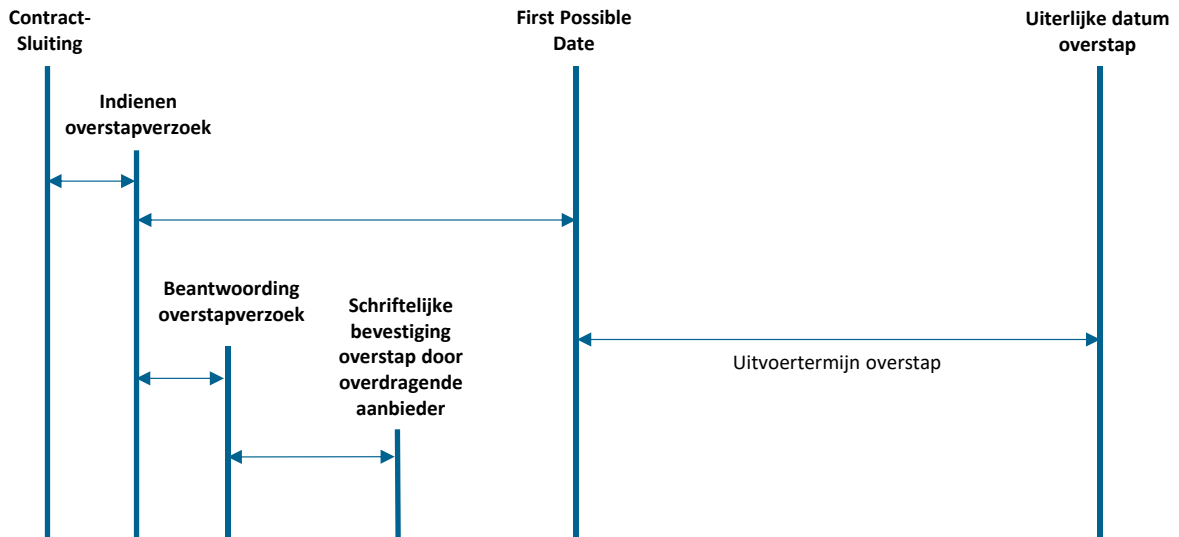 Contract-
Sluiting
First Possible
Date
Uiterlijke datum
overstap
Indienen
overstapverzoek
Beantwoording
overstapverzoek
Schriftelijke
bevestiging
overstap door
overdragende
aanbieder
Uitvoertermijn overstap